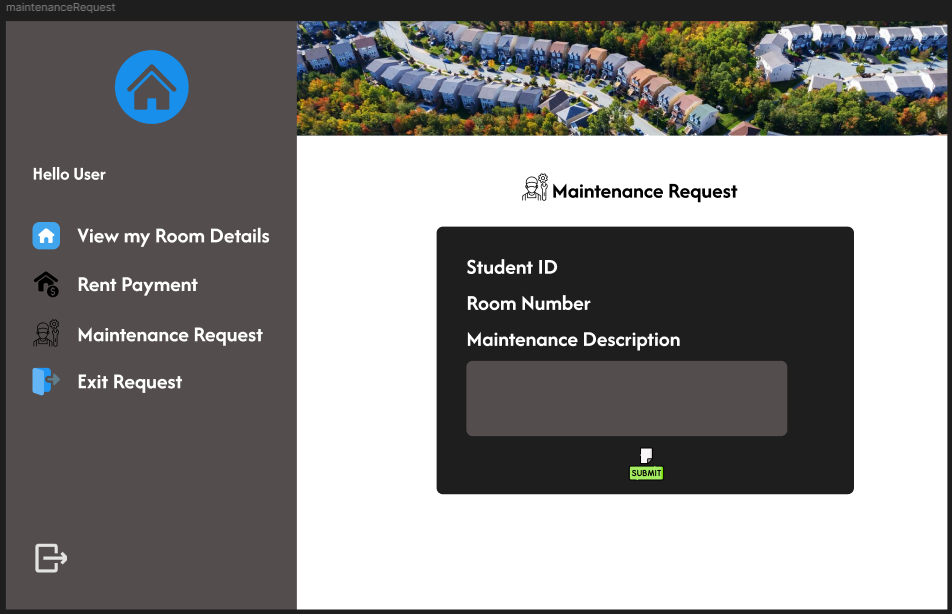 maintenanceRequest
Hello User
View my Room Details
Rent Payment
Maintenance Request
Exit Request
Maintenance Request
Student ID
Room Number
Maintenance Description
SUBMIT